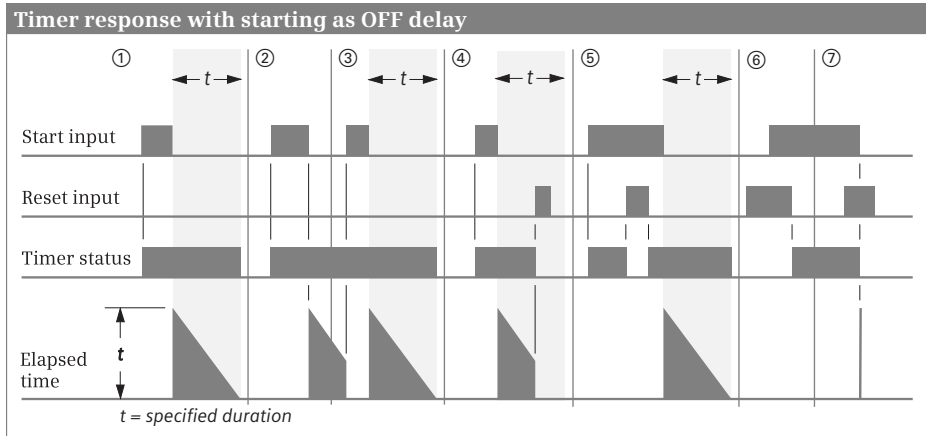 Timer response with starting as OFF delay
① ② ③ ④ ⑤ ⑥ ⑦
t t t t
Start input
Reset input
Timer status
t
Elapsed
time
t = specified duration